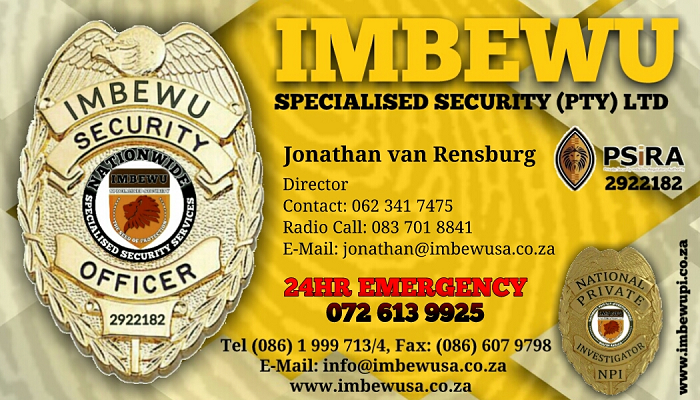 IMBEWU
SPECIALISED SECURITY (PTY) LTD
IMBEWU
SECURITY
NATIONWIDE
IMBEWU
SPECIALISED SECURITY SERVICES
OFFICER
2922182
Jonathan van Rensburg
Director
Contact: 062 341 7475
Radio Call: 083 701 8841
E-Mail: jonathan@imbewusa.co.za
PSiRA
2922182
24HR EMERGENCY
072 613 9925
Tel (086) 1 999 713/4, Fax: (086) 607 9798
E-Mail: info@imbewusa.co.za
www.imbewusa.co.za
NATIONAL
PRIVATE
INVESTIGATOR
NPI
www.imbewupi.co.za